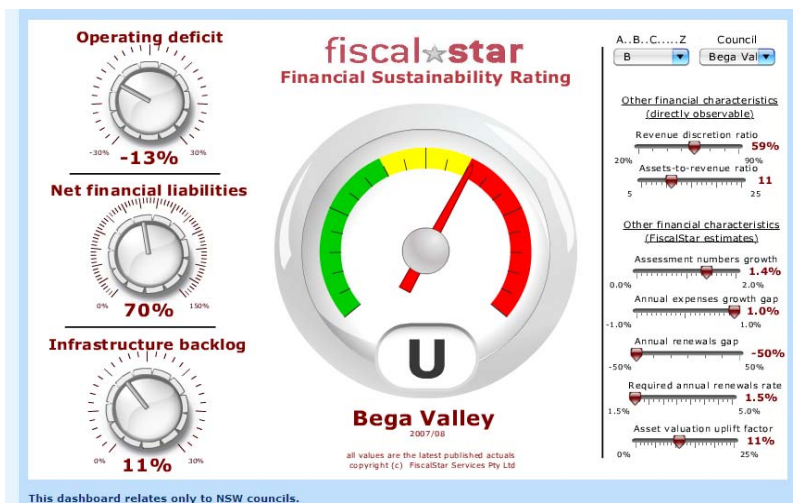 Operating deficit
-30% 30%
-13%
Net financial liabilities
0% 150%
70%
Infrastructure backlog
0% 30%
11%
fiscal star
Financial Sustainability Rating
U
Bega Valley
2007/08
all values are the latest published actuals
copyright (c) FiscalStar Services Pty Ltd
A..B..C.....Z Council
B Bega Val
Other financial characteristics
(directly observable)
Revenue discretion ratio
59%
20% 90%
Assets-to-revenue ratio
11
5 25
Other financial characteristics
(FiscalStar estimates)
Assessment numbers growth
1.4%
0.0% 2.0%
Annual expenses growth gap
1.0%
-1.0% 1.0%
Annual renewals gap
-50%
-50% 50%
Required annual renewals rate
1.5%
1.5% 5.0%
Asset valuation uplift factor
11%
0% 25%
This dashboard relates only to NSW councils.